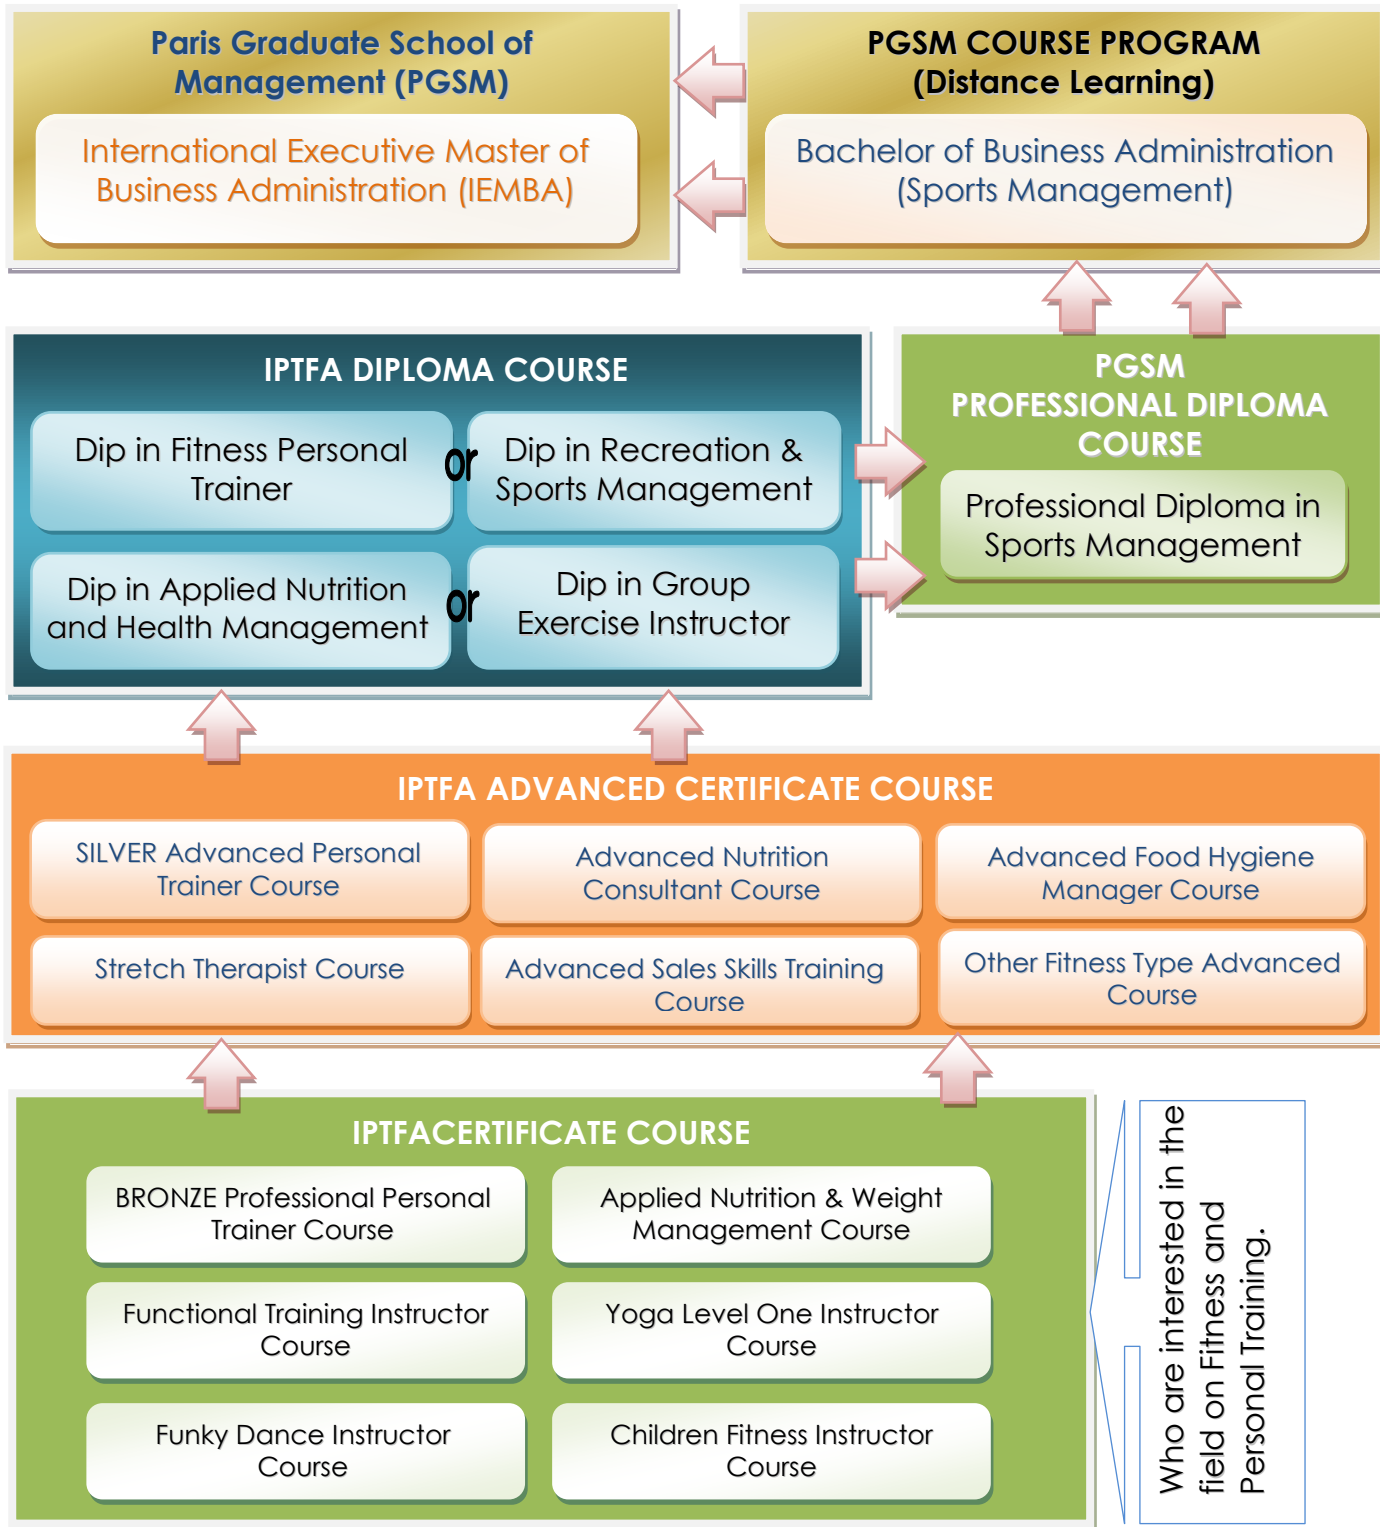 Paris Graduate School of
Management (PGSM)
International Executive Master of
Business Administration (IEMBA)
PGSM COURSE PROGRAM
(Distance Learning)
Bachelor of Business Administration
(Sports Management)
IPTFA DIPLOMA COURSE
Dip in Fitness Personal
Trainer
or
Dip in Recreation &
Sports Management
Dip in Applied Nutrition
and Health Management
or
Dip in Group
Exercise Instructor
PGSM
PROFESSIONAL DIPLOMA
COURSE
Professional Diploma in
Sports Management
IPTFA ADVANCED CERTIFICATE COURSE
SILVER Advanced Personal
Trainer Course
Advanced Nutrition
Consultant Course
Advanced Food Hygiene
Manager Course
Stretch Therapist Course
Advanced Sales Skills Training
Course
Other Fitness Type Advanced
Course
IPTFACERTIFICATE COURSE
BRONZE Professional Personal
Trainer Course
Applied Nutrition & Weight
Management Course
Functional Training Instructor
Course
Yoga Level One Instructor
Course
Funky Dance Instructor
Course
Children Fitness Instructor
Course
Who are interested in the
field on Fitness and
Personal Training.